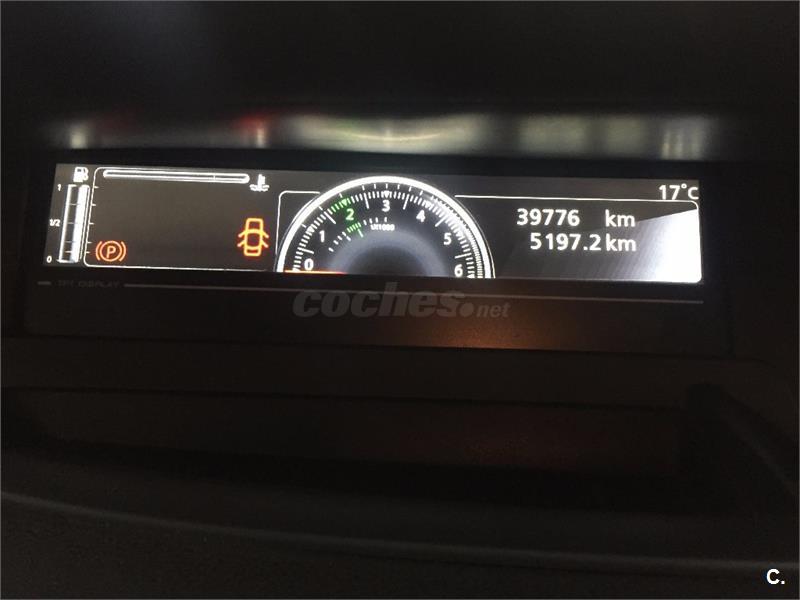 17°C
1
1/2
0
P
0 1 2 3 4 5 6
39776 km
5197.2 km
TFT DISPLAY
coches.net
C.